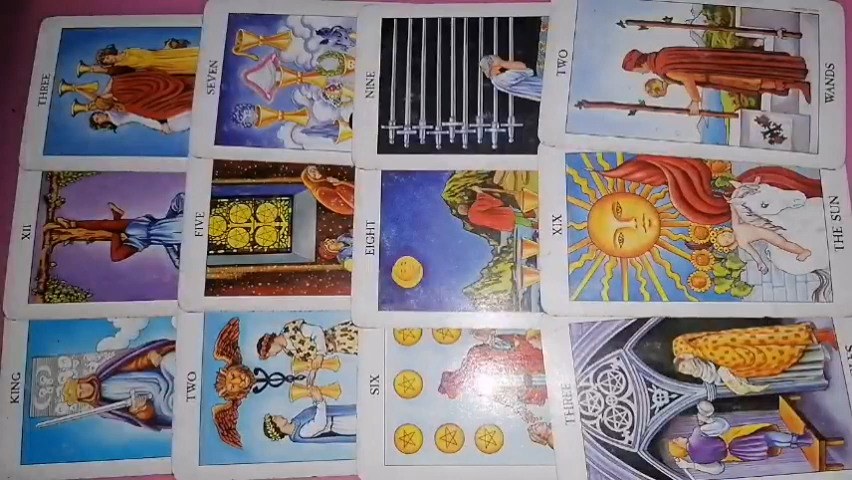 THREE
SEVEN
NINE
TWO
WANDS
XII
FIVE
EIGHT
XIX
THE SUN
KING
TWO
SIX
THREE